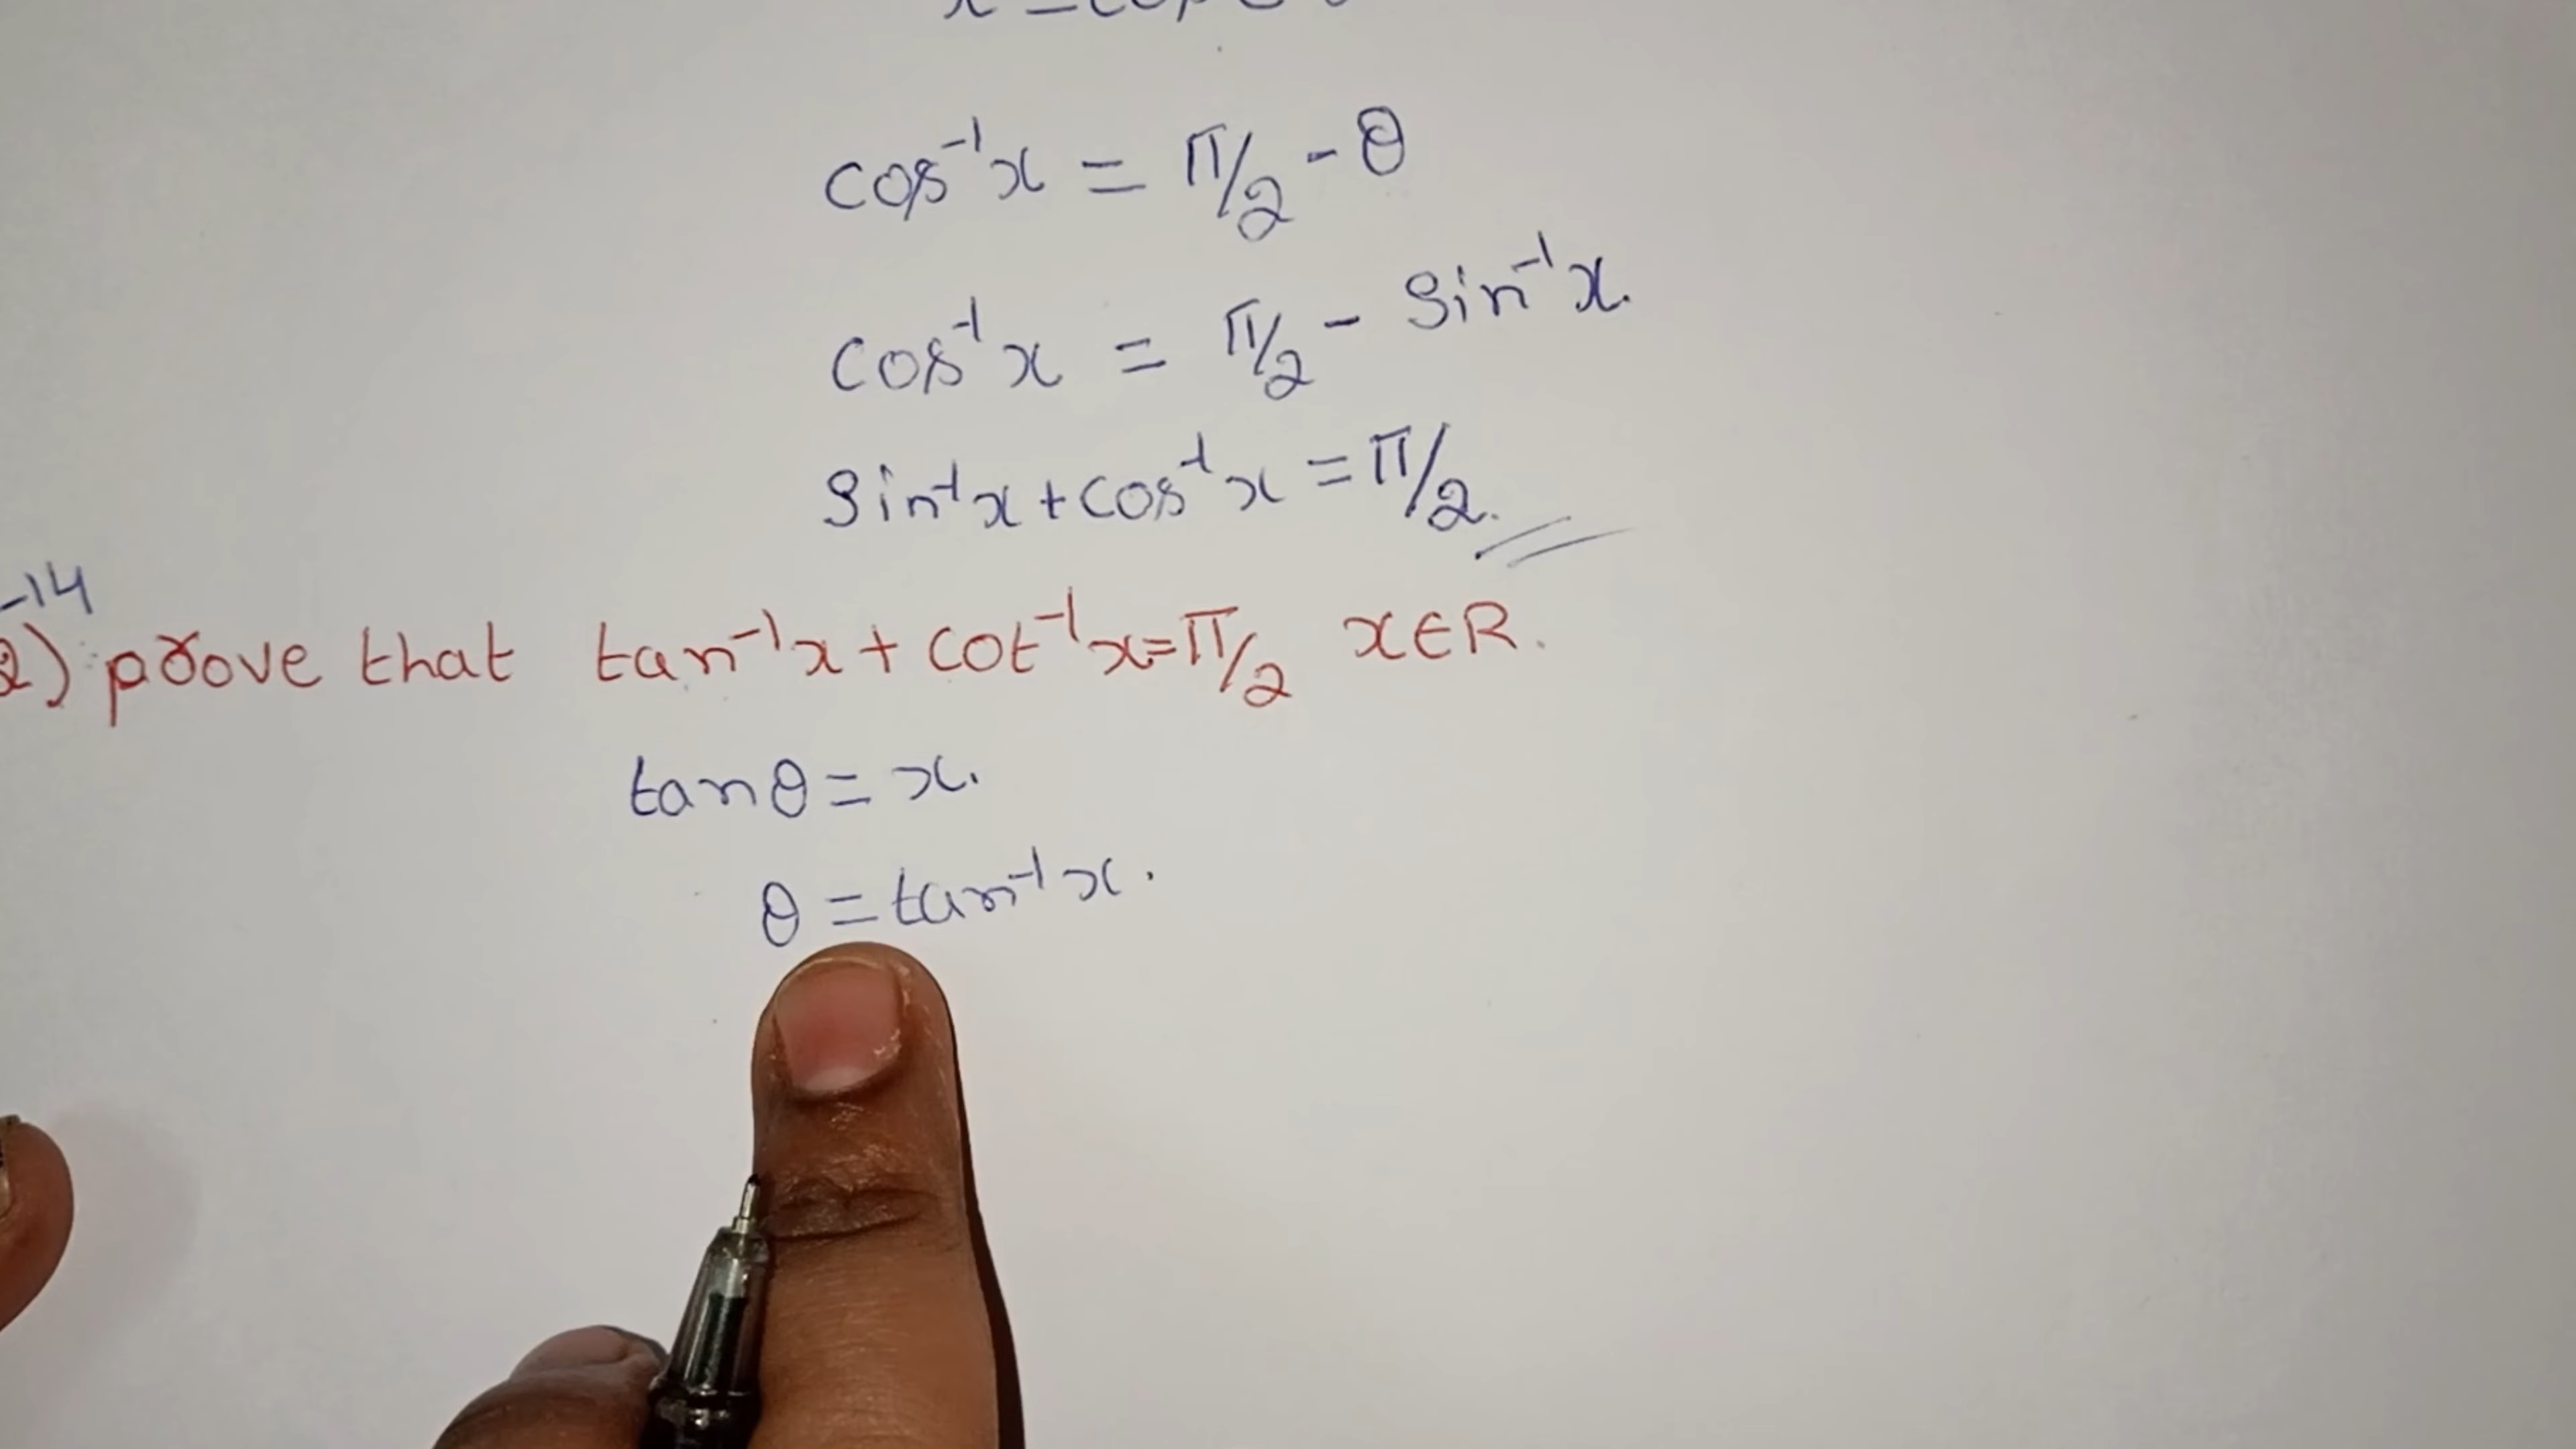 cos⁻¹x = π/2 - θ
cos⁻¹x = π/2 - Sin⁻¹x.
Sin⁻¹x + cos⁻¹x = π/2.
-14
2) prove that tan⁻¹x + cot⁻¹x = π/2 x∈R.
tanθ = x.
θ = tan⁻¹x.